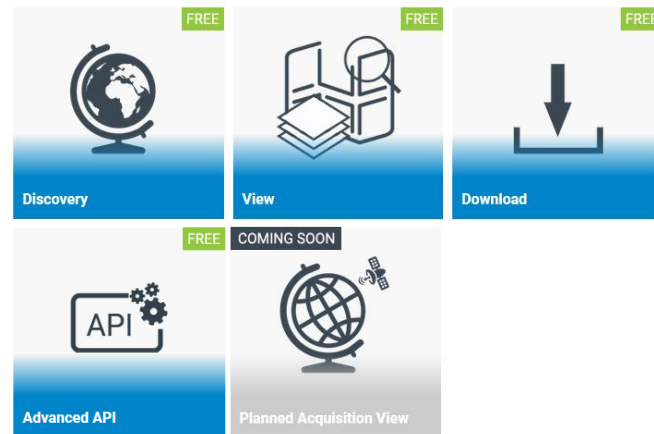 FREE
FREE
FREE
Discovery
View
Download
FREE
COMING SOON
API
Advanced API
Planned Acquisition View